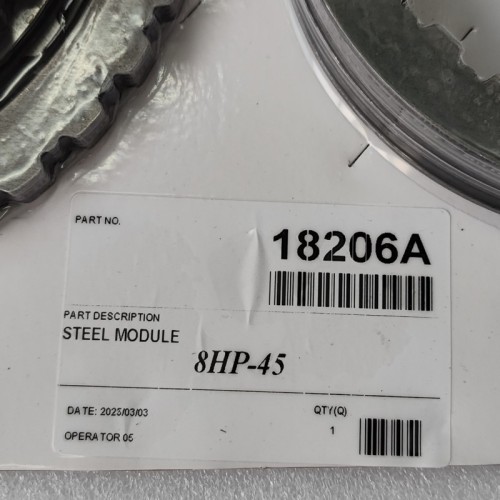 PART NO.
18206A
PART DESCRIPTION
STEEL MODULE
8HP-45
DATE: 2025/03/03
QTY(Q)
1
OPERATOR 05